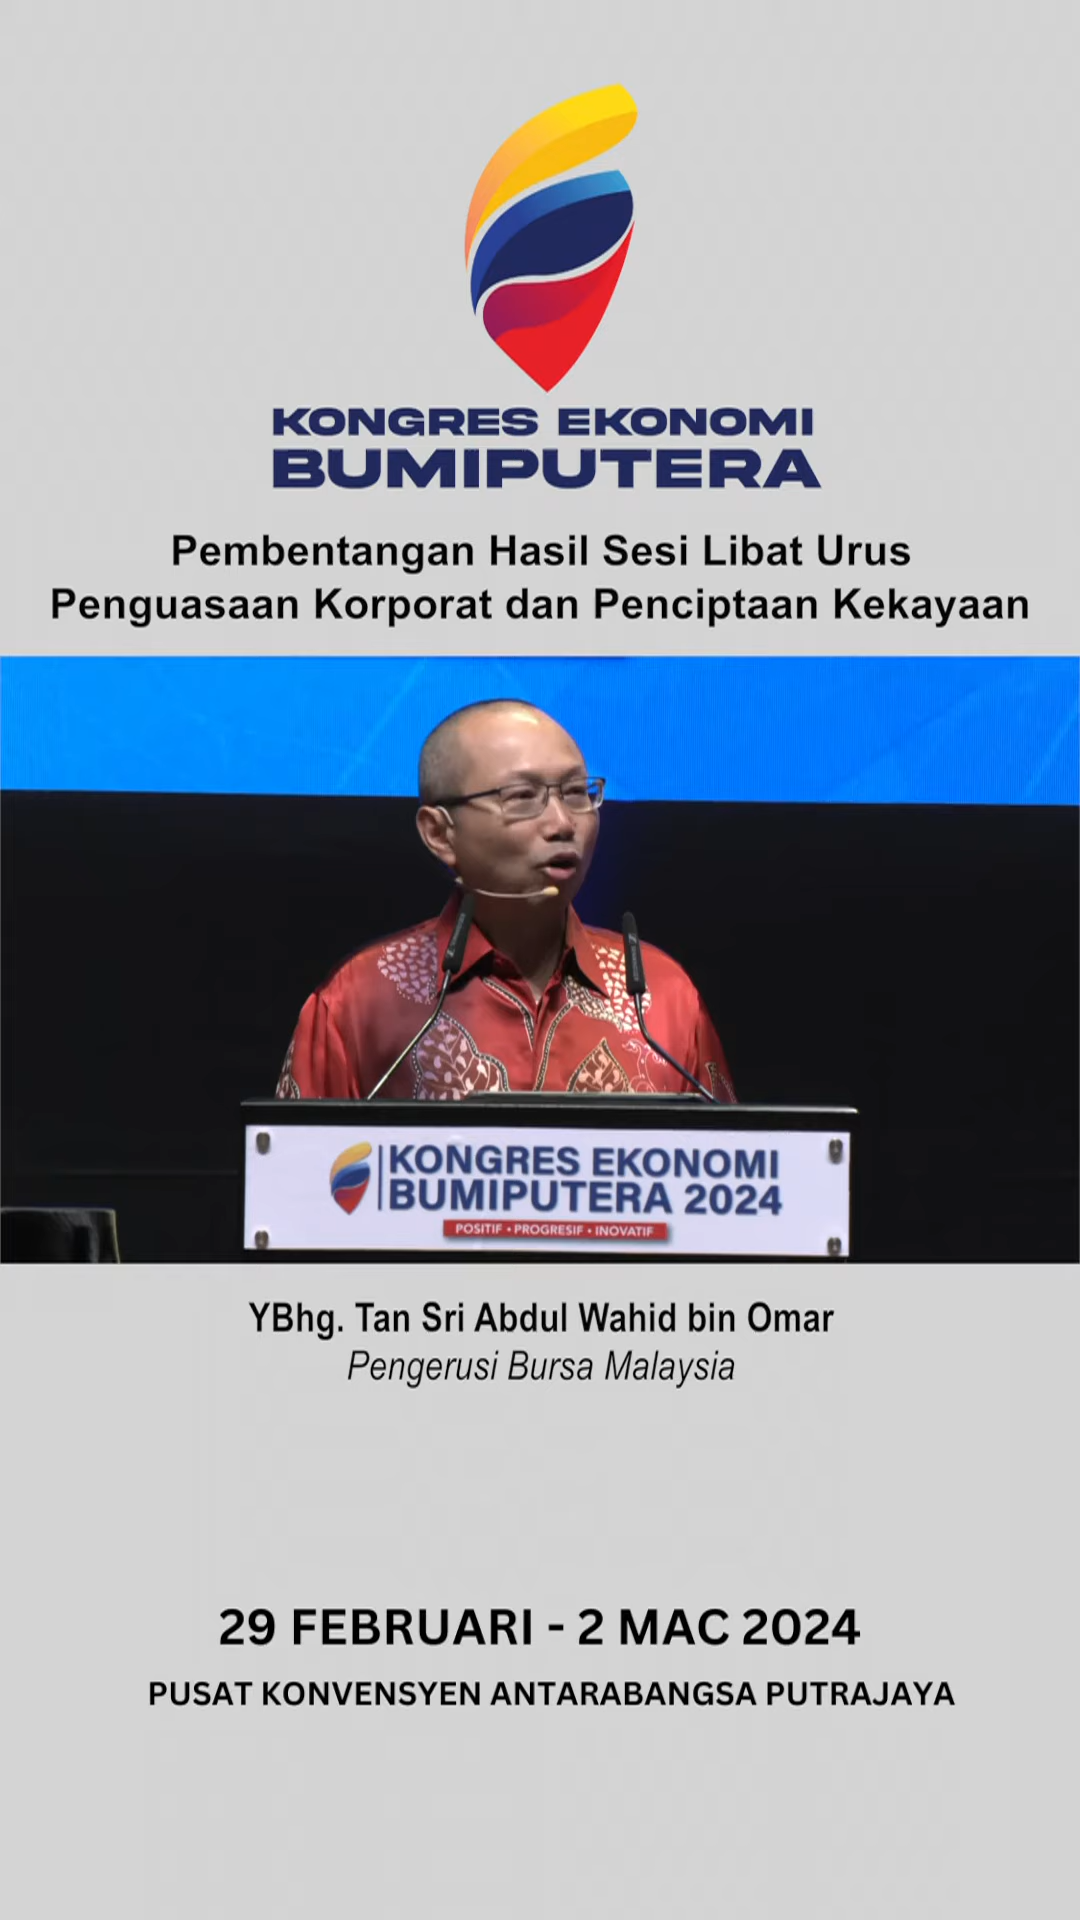 KONGRES EKONOMI
BUMIPUTERA
Pembentangan Hasil Sesi Libat Urus
Penguasaan Korporat dan Penciptaan Kekayaan
KONGRES EKONOMI
BUMIPUTERA 2024
POSITIF • PROGRESIF • INOVATIF
YBhg. Tan Sri Abdul Wahid bin Omar
Pengerusi Bursa Malaysia
29 FEBRUARI - 2 MAC 2024
PUSAT KONVENSYEN ANTARABANGSA PUTRAJAYA